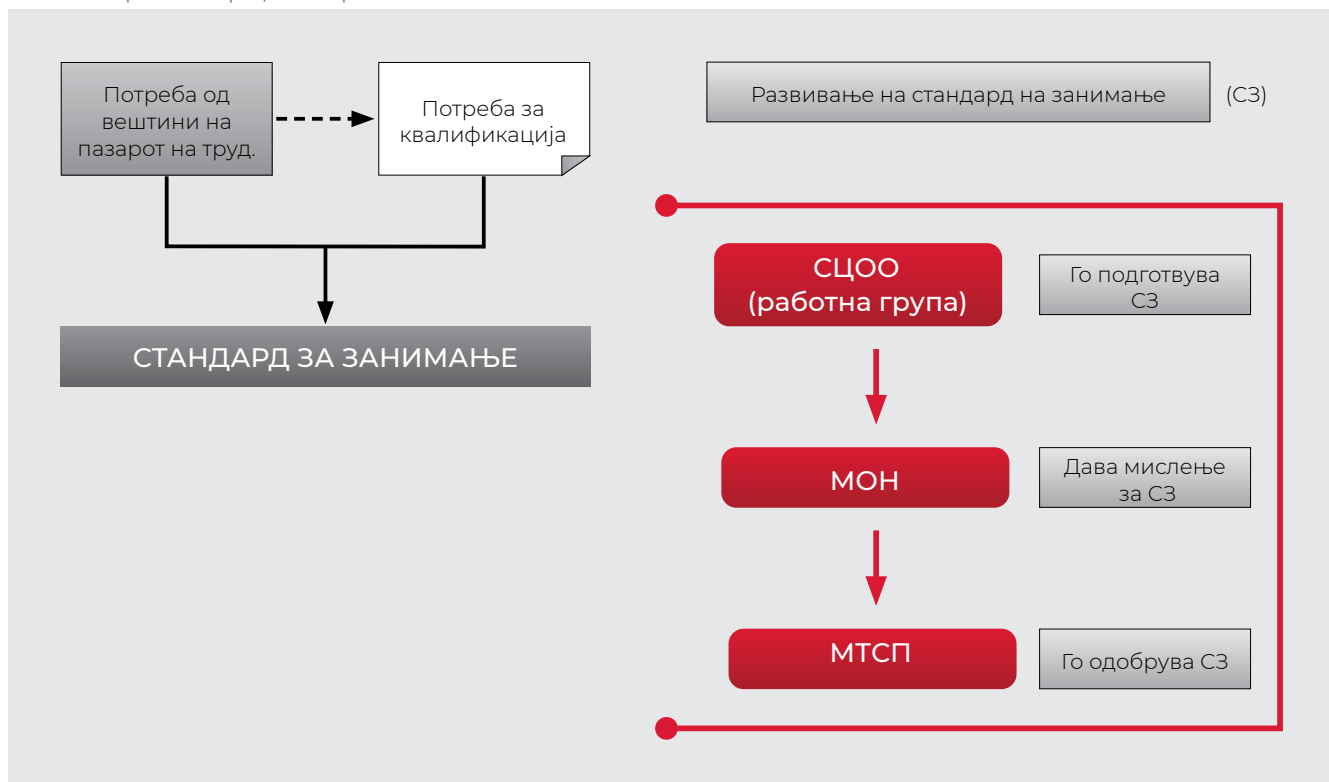 Потреба од
вештини на
пазарот на труд.
Потреба за
квалификација
СТАНДАРД ЗА ЗАНИМАЊЕ
Развивање на стандард на занимање
(СЗ)
СЦОО
(работна група)
Го подготвува
СЗ
МОН
Дава мислење
за СЗ
МТСП
Го одобрува СЗ